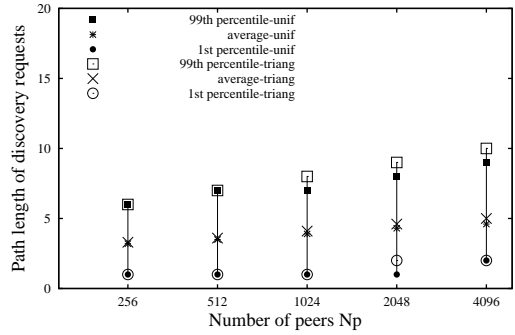 20
15
10
5
0
Path length of discovery requests
99th percentile-unif
average-unif
1st percentile-unif
99th percentile-triang
average-triang
1st percentile-triang
256 512 1024 2048 4096
Number of peers Np